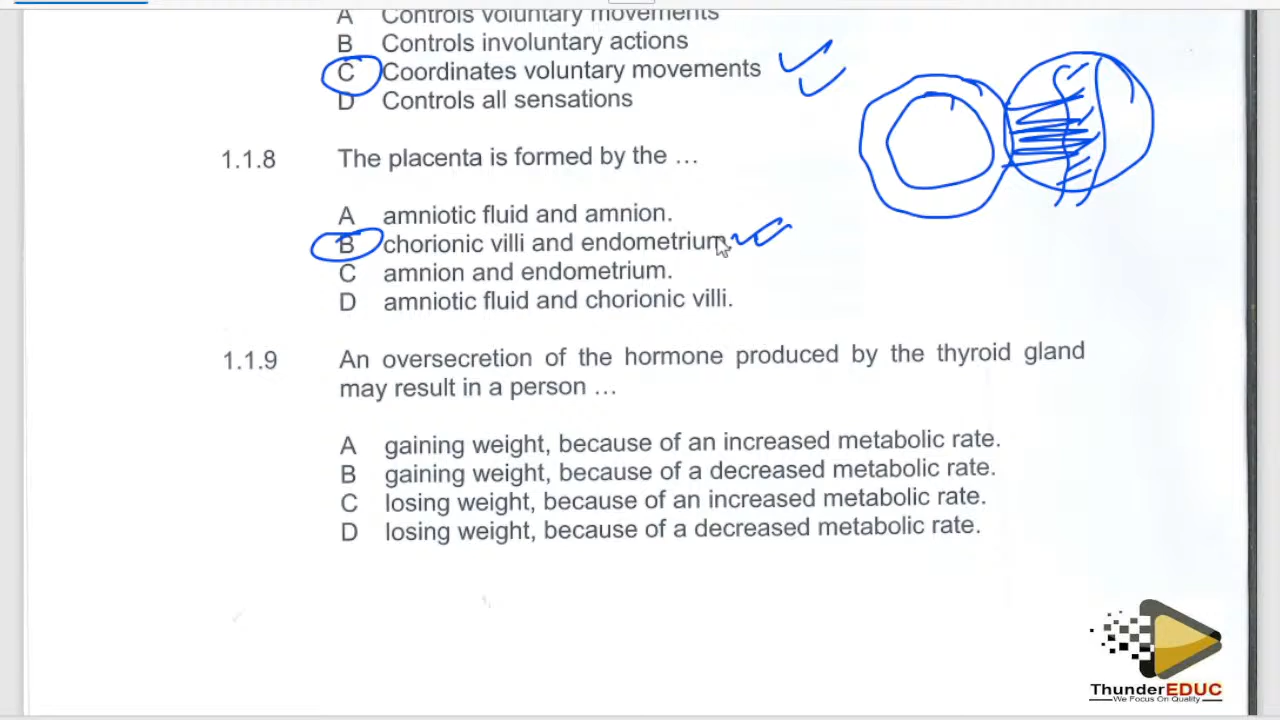 A Controls voluntary movements
B Controls involuntary actions
C Coordinates voluntary movements
D Controls all sensations
1.1.8 The placenta is formed by the …
A amniotic fluid and amnion.
B chorionic villi and endometrium.
C amnion and endometrium.
D amniotic fluid and chorionic villi.
1.1.9 An oversecretion of the hormone produced by the thyroid gland
may result in a person …
A gaining weight, because of an increased metabolic rate.
B gaining weight, because of a decreased metabolic rate.
C losing weight, because of an increased metabolic rate.
D losing weight, because of a decreased metabolic rate.
ThunderEDUC
We Focus On Quality